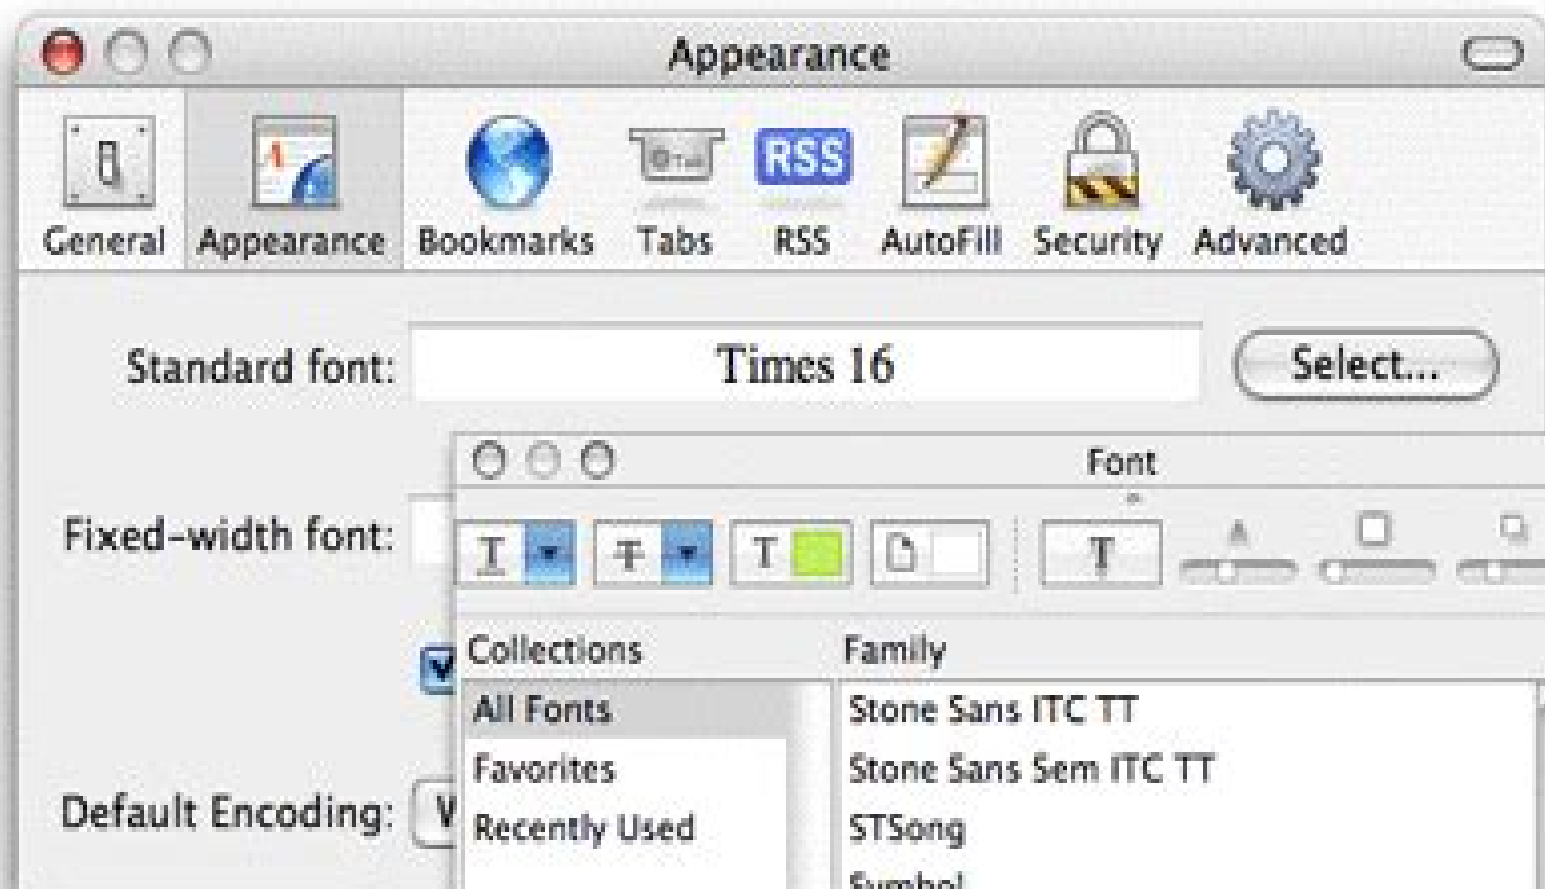 Appearance
General Appearance Bookmarks Tabs RSS AutoFill Security Advanced
RSS
Standard font: Times 16 Select...
Font
Fixed-width font:
T T T T
Collections Family
All Fonts Stone Sans ITC TT
Favorites Stone Sans Sem ITC TT
Default Encoding: Recently Used STSong
Symbol